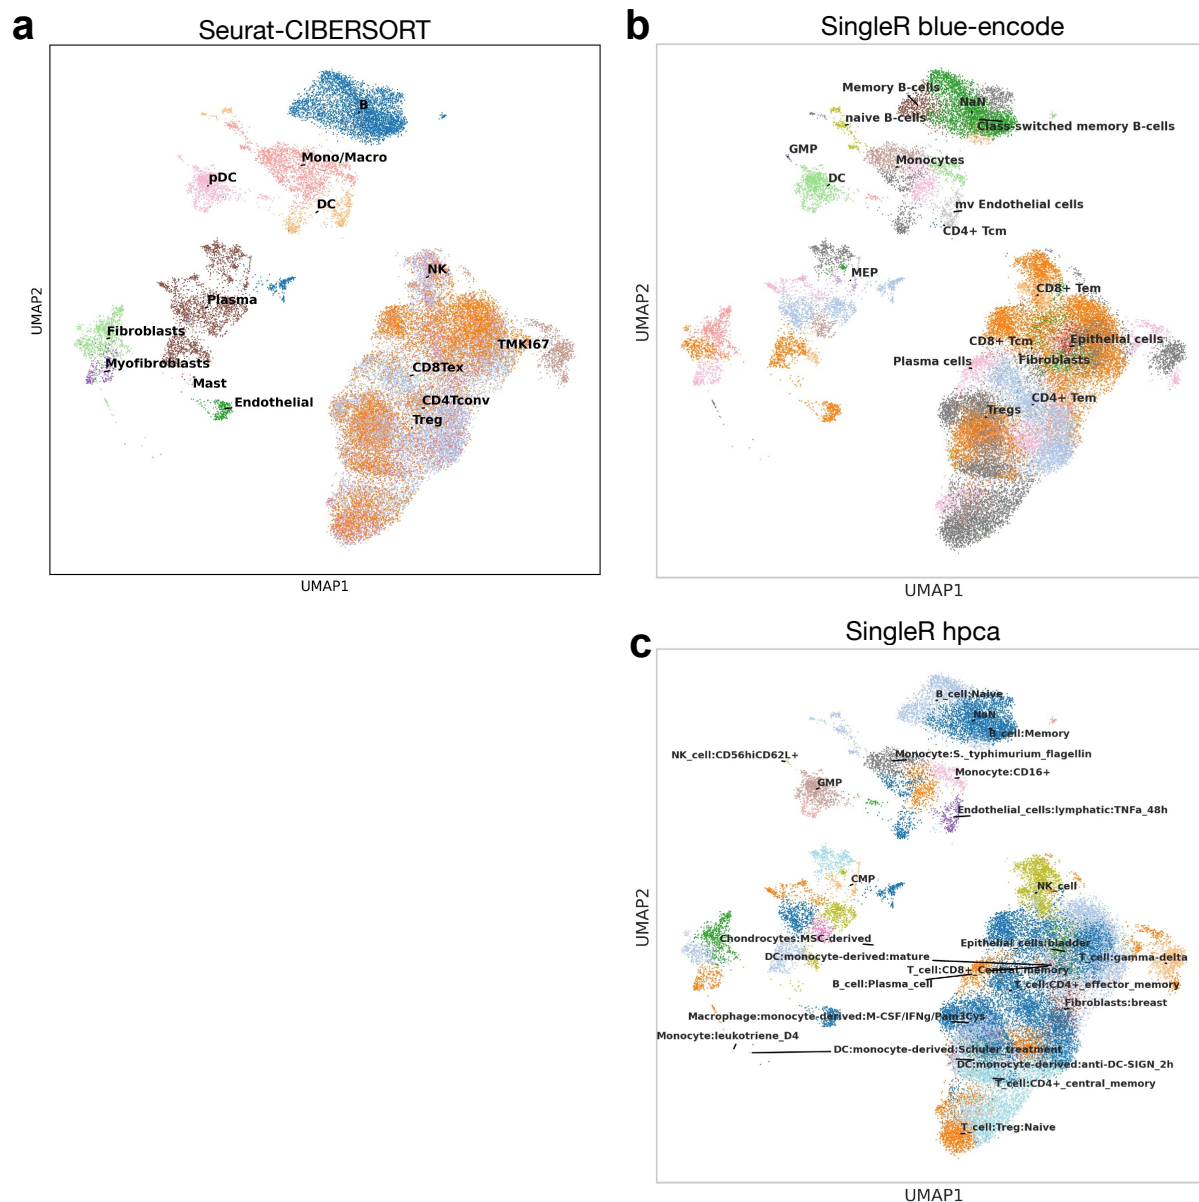 a
Seurat-CIBERSORT
B
Mono/Macro
pDC
DC
NK
Plasma
Fibroblasts
TMKI67
Myofibroblasts
CD8Tex
Mast
Endothelial
CD4Tconv
Treg
UMAP2
UMAP1
b
SingleR blue-encode
Memory B-cells
NaN
naive B-cells
Class-switched memory B-cells
GMP
Monocytes
DC
mv Endothelial cells
CD4+ Tcm
MEP
CD8+ Tem
CD8+ Tcm
Epithelial cells
Plasma cells
Fibroblasts
CD4+ Tem
Tregs
UMAP2
UMAP1
c
SingleR hpca
B_cell:Naive
NaN
B_cell:Memory
NK_cell:CD56hiCD62L+
Monocyte:S._typhimurium_flagellin
Monocyte:CD16+
GMP
Endothelial_cells:lymphatic:TNFa_48h
CMP
NK_cell
Chondrocytes:MSC-derived
Epithelial_cells:bladder
DC:monocyte-derived:mature
T_cell:gamma-delta
T_cell:CD8+_Central_memory
B_cell:Plasma_cell
T_cell:CD4+_effector_memory
Fibroblasts:breast
Macrophage:monocyte-derived:M-CSF/IFNg/Pam3Cys
Monocyte:leukotriene_D4
DC:monocyte-derived:Schuler_treatment
DC:monocyte-derived:anti-DC-SIGN_2h
T_cell:CD4+_central_memory
T_cell:Treg:Naive
UMAP2
UMAP1